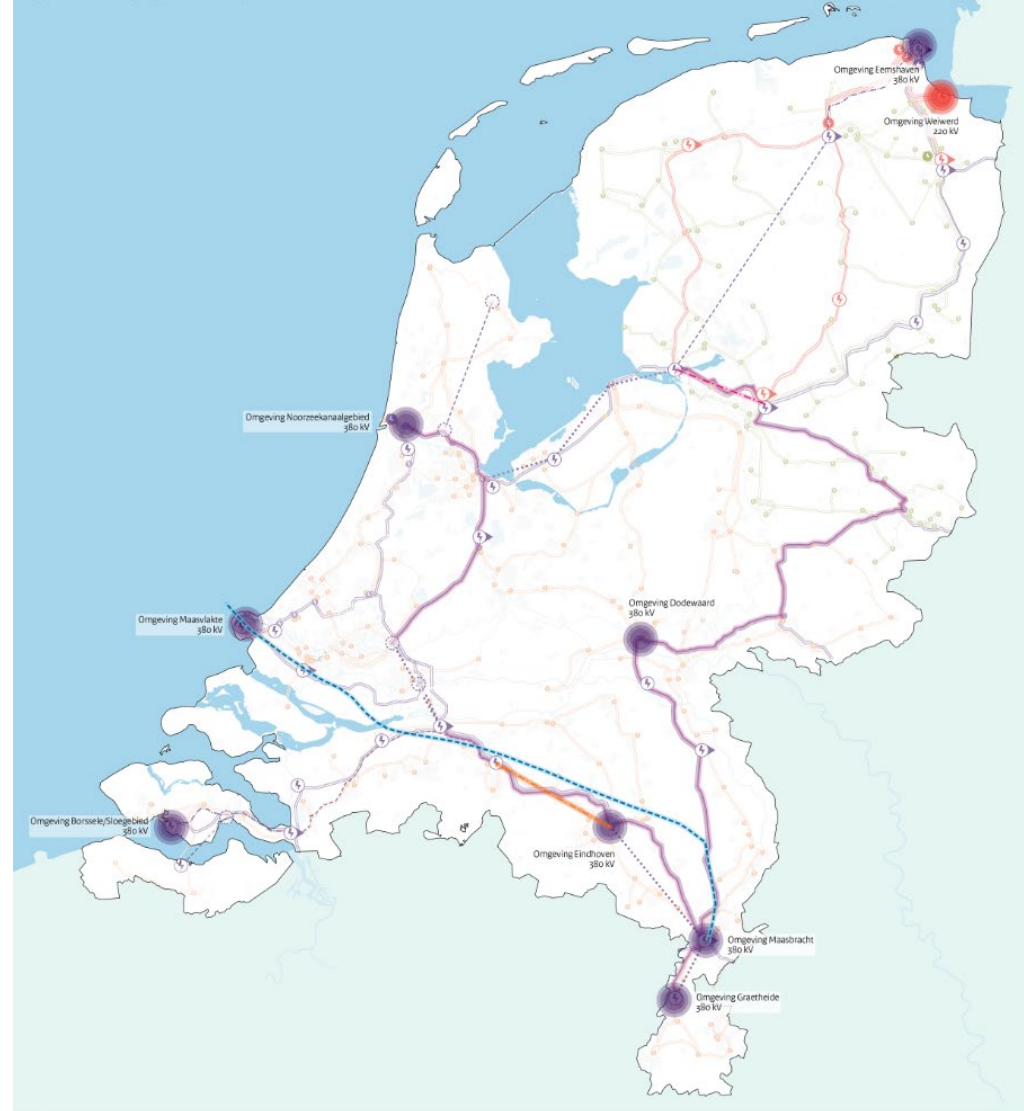 Omgeving Eemshaven
380 kV
Omgeving Weiwerd
220 kV
Omgeving Noorzeekanaalgebied
380 kV
Omgeving Dodewaard
380 kV
Omgeving Maasvlakte
380 kV
Omgeving Borssele/Sloegebied
380 kV
Omgeving Eindhoven
380 kV
Omgeving Maasbracht
380 kV
Omgeving Graetheide
380 kV